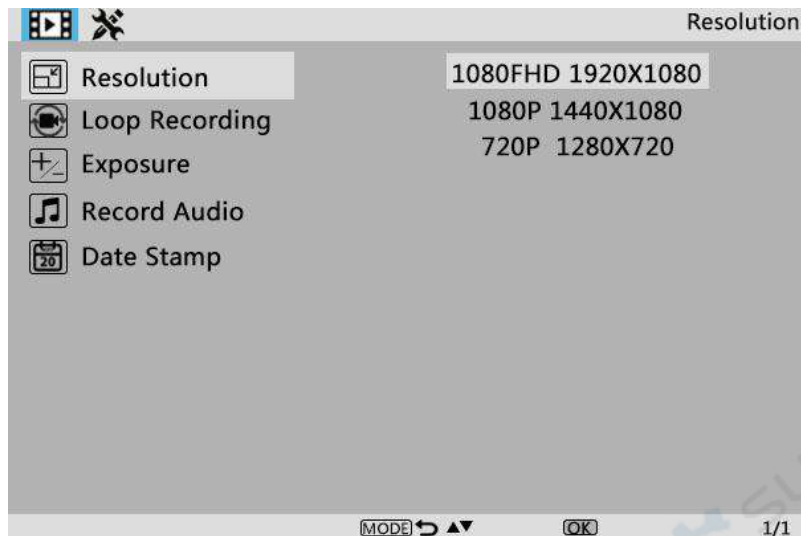 Resolution
Resolution
1080FHD 1920X1080
Loop Recording
1080P 1440X1080
Exposure
720P 1280X720
Record Audio
20
Date Stamp
MODE OK 1/1